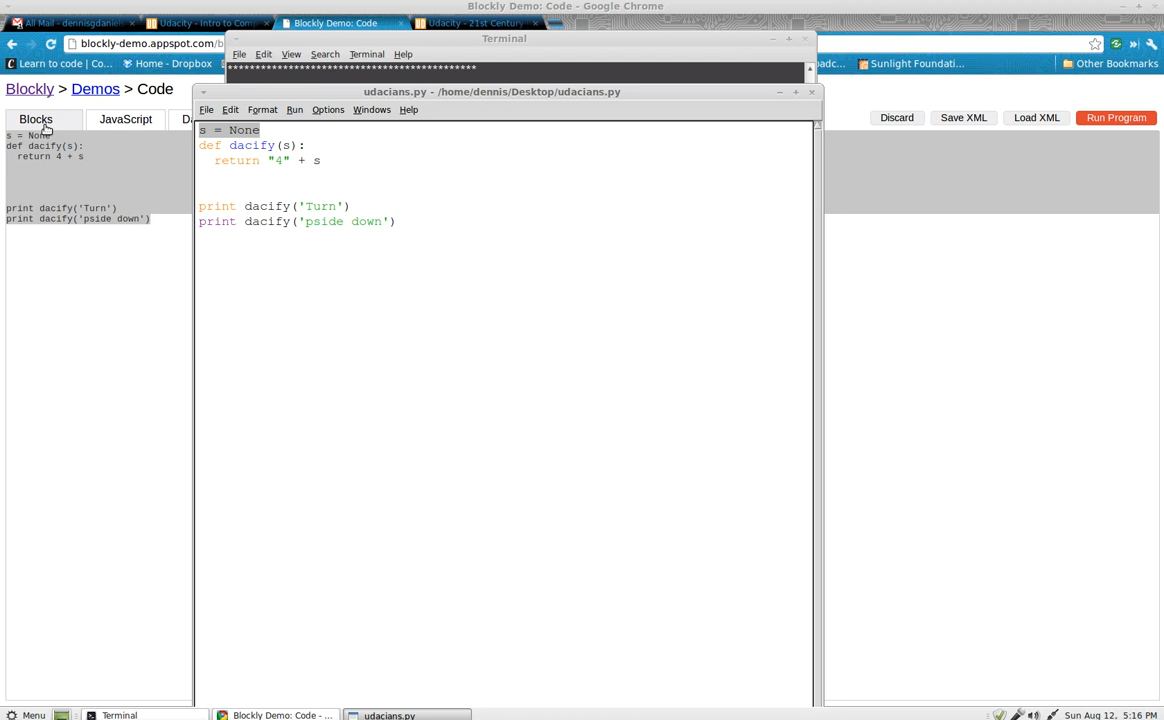 Blockly Demo: Code - Google Chrome
All Mail - dennisgdaniel
Udacity - Intro to Com
Blockly Demo: Code
Udacity - 21st Century
blockly-demo.appspot.com/b
Learn to code | Co...
Home - Dropbox
oadc...
Sunlight Foundati...
Other Bookmarks
Terminal
File Edit View Search Terminal Help
********************************************
Blockly > Demos > Code
Blocks
JavaScript
Da
Discard
Save XML
Load XML
Run Program
s = None
def dacify(s):
return 4 + s
print dacify('Turn')
print dacify('pside down')
udacians.py - /home/dennis/Desktop/udacians.py
File Edit Format Run Options Windows Help
s = None
def dacify(s):
return "4" + s
print dacify('Turn')
print dacify('pside down')
Menu
Terminal
Blockly Demo: Code - ...
udacians.py
Sun Aug 12, 5:16 PM